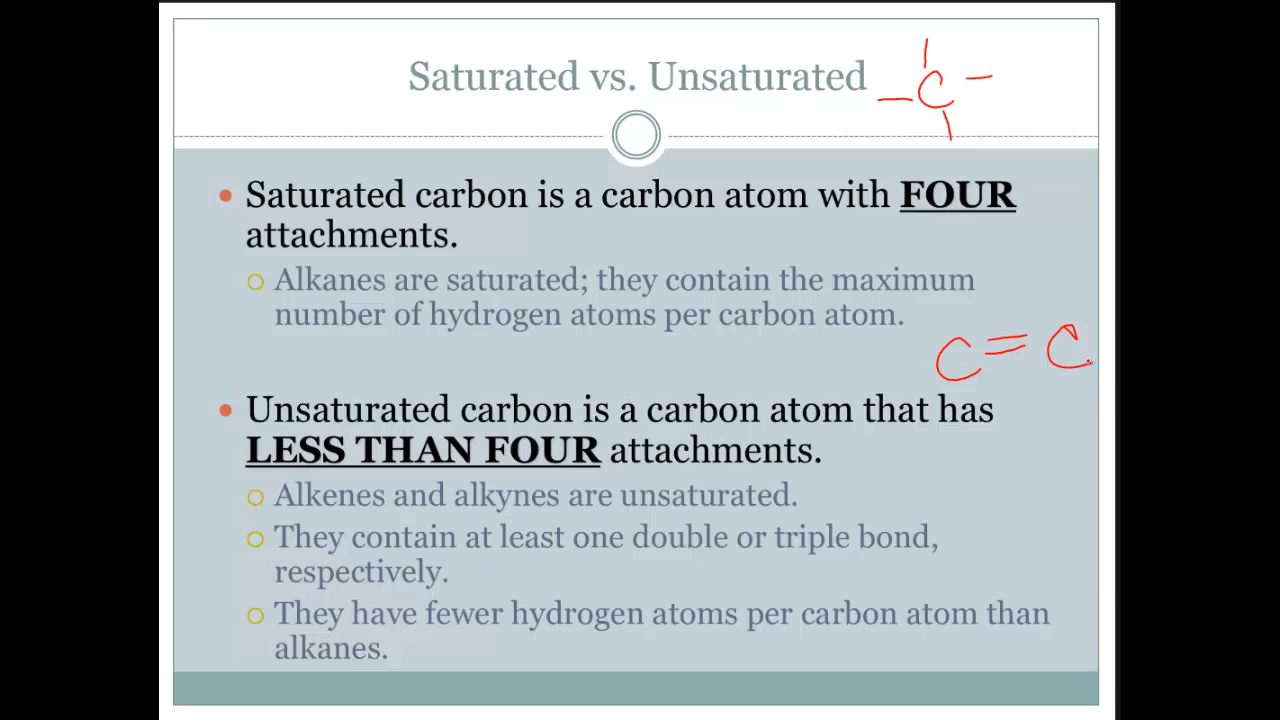 Saturated vs. Unsaturated
C
Saturated carbon is a carbon atom with FOUR
attachments.
Alkanes are saturated; they contain the maximum
number of hydrogen atoms per carbon atom.
C = C
Unsaturated carbon is a carbon atom that has
LESS THAN FOUR attachments.
Alkenes and alkynes are unsaturated.
They contain at least one double or triple bond,
respectively.
They have fewer hydrogen atoms per carbon atom than
alkanes.